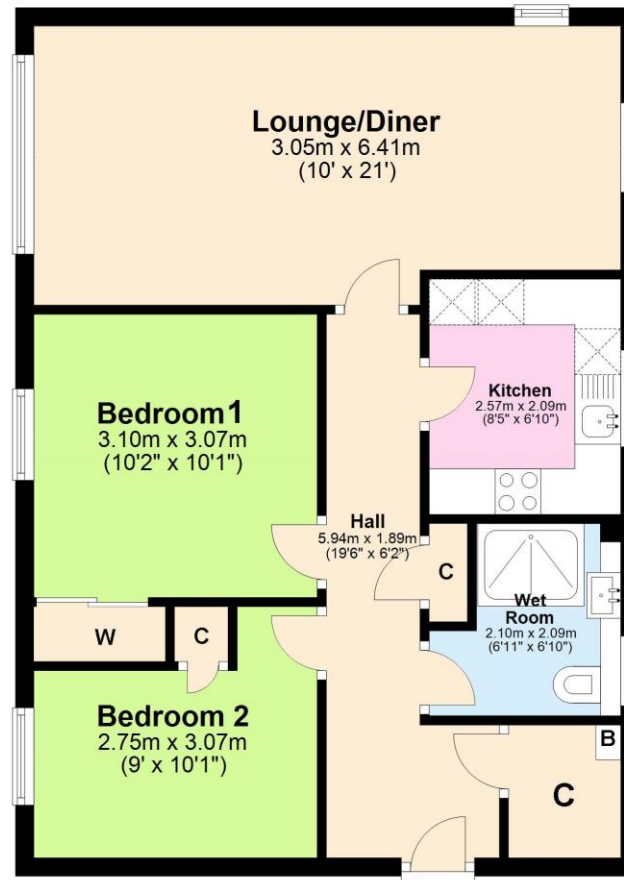 Lounge/Diner
3.05m x 6.41m
(10' x 21')
Kitchen
2.57m x 2.09m
(8'5" x 6'10")
Bedroom 1
3.10m x 3.07m
(10'2" x 10'1")
Hall
5.94m x 1.89m
(19'6" x 6'2")
C
Wet
Room
2.10m x 2.09m
(6'11" x 6'10")
W
C
Bedroom 2
2.75m x 3.07m
(9' x 10'1")
B
C